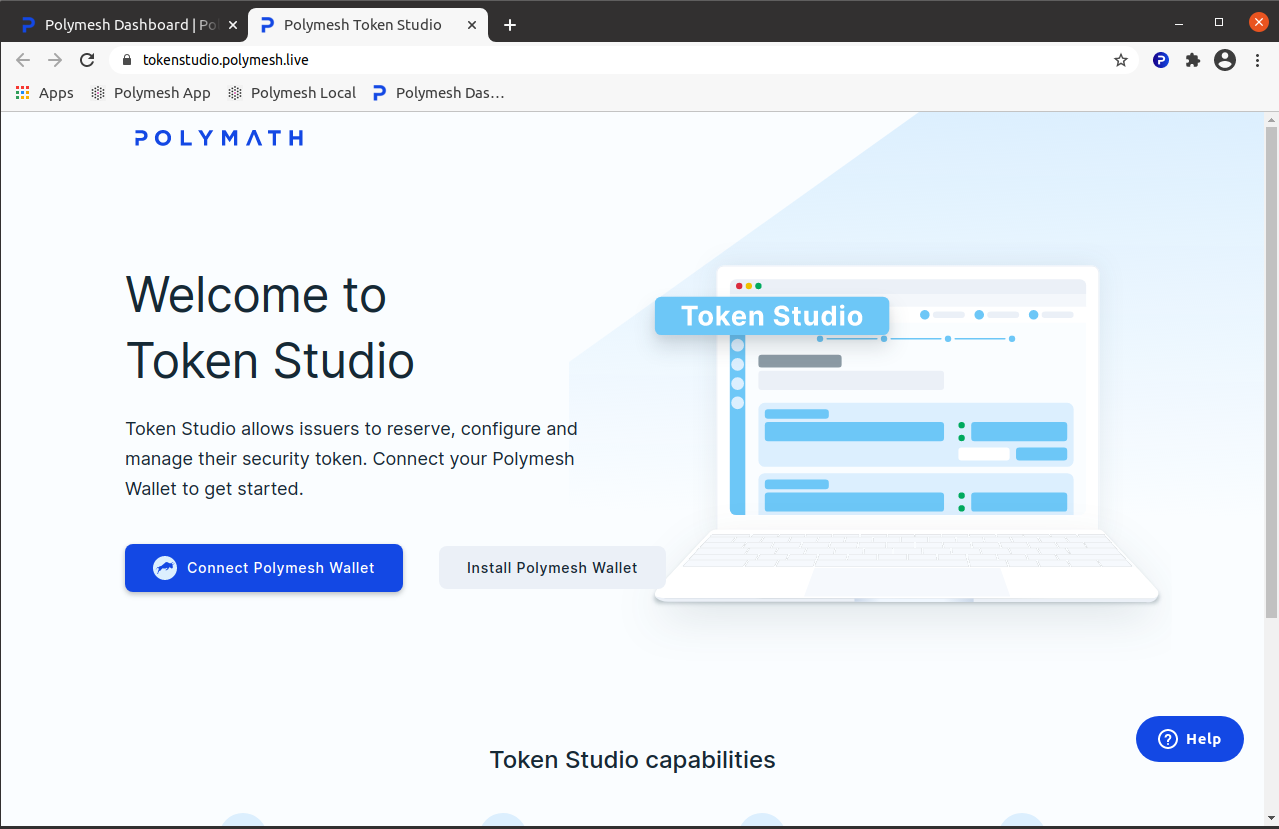 Polymesh Dashboard | Pol
Polymesh Token Studio
tokenstudio.polymesh.live
Apps
Polymesh App
Polymesh Local
Polymesh Das...
POLYMATH
Welcome to
Token Studio
Token Studio allows issuers to reserve, configure and
manage their security token. Connect your Polymesh
Wallet to get started.
Connect Polymesh Wallet
Install Polymesh Wallet
Token Studio
Token Studio capabilities
Help